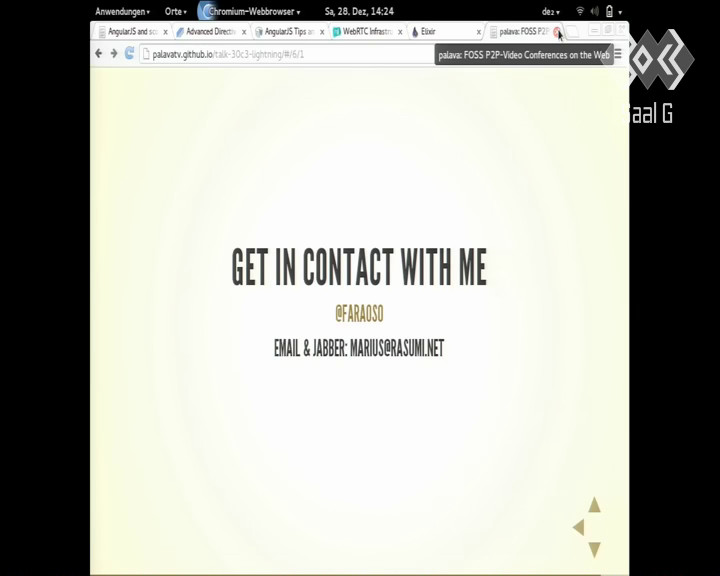 Anwendungen Orte Chromium-Webbrowser Sa, 28. Dez, 14:24 de2
AngularJS and sc Advanced Directi AngularJS Tips an WebRTC Infrastru Elixir palava: FOSS P2P
palavatv.github.io/talk-30c3-lightning/#/6/1
palava: FOSS P2P-Video Conferences on the Web
Saal G
GET IN CONTACT WITH ME
@FARAOSO
EMAIL & JABBER: MARIUS@RASUMI.NET